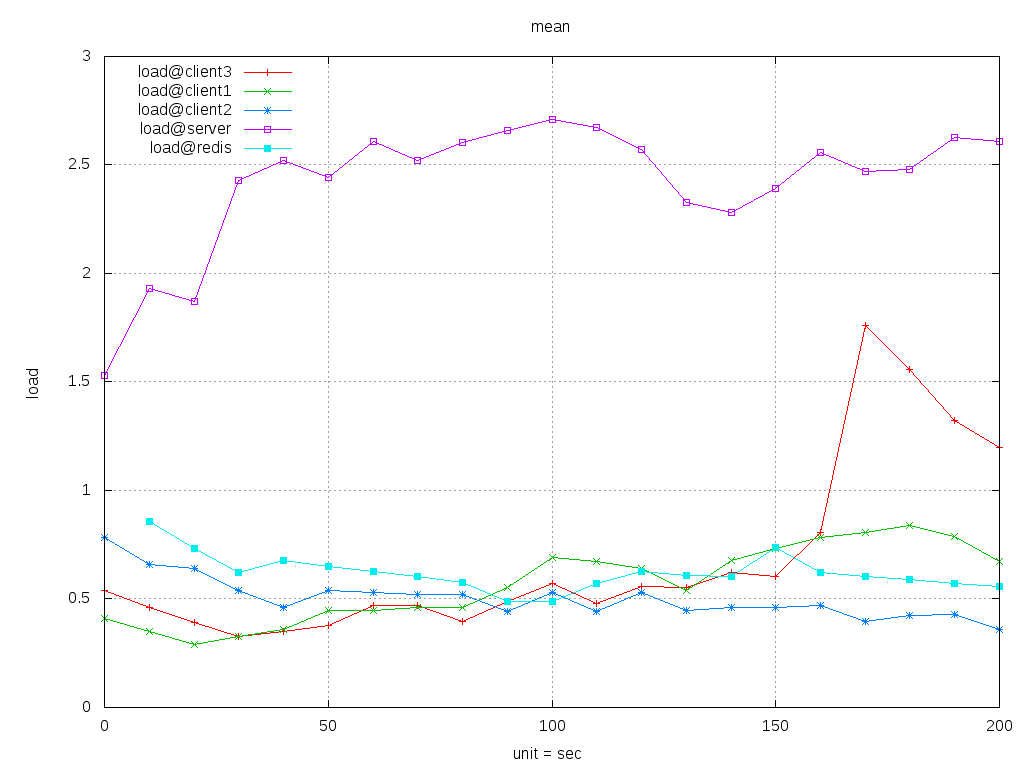 mean
3
load@client3
load@client1
load@client2
load@server
load@redis
2.5
2
1.5
load
1
0.5
0
0 50 100 150 200
unit = sec